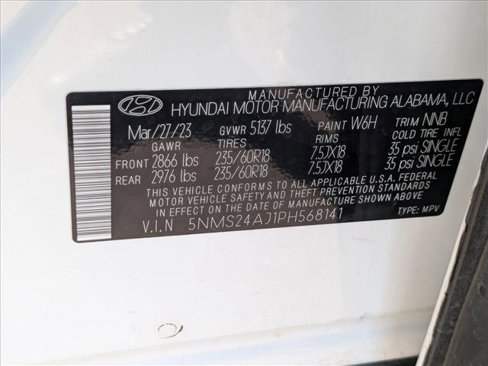 MANUFACTURED BY
HYUNDAI MOTOR MANUFACTURING ALABAMA, LLC
Mar/27/23 GVWR 5137 lbs PAINT W6H TRIM NNB
GAWR TIRES RIMS COLD TIRE INFL
FRONT 2866 lbs 235/60R18 7.5JX18 35 psi SINGLE
REAR 2976 lbs 235/60R18 7.5JX18 35 psi SINGLE
THIS VEHICLE CONFORMS TO ALL APPLICABLE U.S.A. FEDERAL
MOTOR VEHICLE SAFETY AND THEFT PREVENTION STANDARDS
IN EFFECT ON THE DATE OF MANUFACTURE SHOWN ABOVE.
V.I.N 5NMS24AJ1PH568141 TYPE: MPV